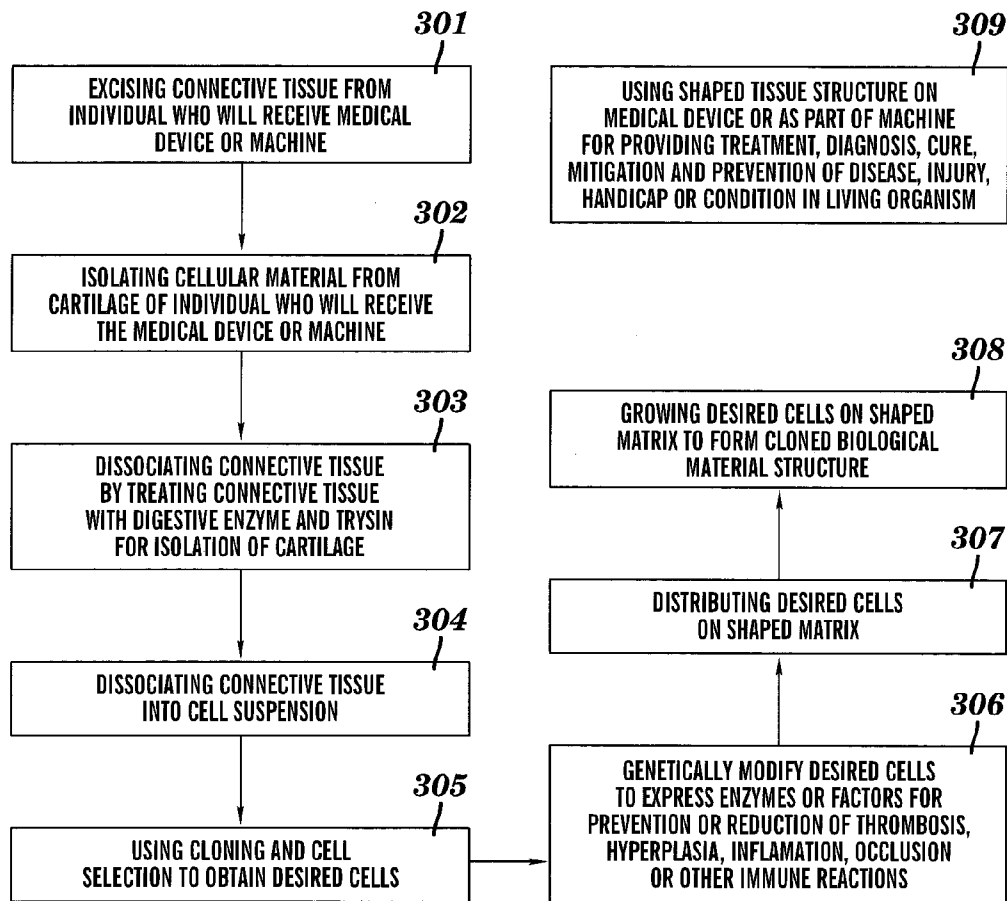 301
EXCISING CONNECTIVE TISSUE FROM
INDIVIDUAL WHO WILL RECEIVE MEDICAL
DEVICE OR MACHINE
302
ISOLATING CELLULAR MATERIAL FROM
CARTILAGE OF INDIVIDUAL WHO WILL RECEIVE
THE MEDICAL DEVICE OR MACHINE
303
DISSOCIATING CONNECTIVE TISSUE
BY TREATING CONNECTIVE TISSUE
WITH DIGESTIVE ENZYME AND TRYSIN
FOR ISOLATION OF CARTILAGE
304
DISSOCIATING CONNECTIVE TISSUE
INTO CELL SUSPENSION
305
USING CLONING AND CELL
SELECTION TO OBTAIN DESIRED CELLS
306
GENETICALLY MODIFY DESIRED CELLS
TO EXPRESS ENZYMES OR FACTORS FOR
PREVENTION OR REDUCTION OF THROMBOSIS,
HYPERPLASIA, INFLAMATION, OCCLUSION
OR OTHER IMMUNE REACTIONS
307
DISTRIBUTING DESIRED CELLS
ON SHAPED MATRIX
308
GROWING DESIRED CELLS ON SHAPED
MATRIX TO FORM CLONED BIOLOGICAL
MATERIAL STRUCTURE
309
USING SHAPED TISSUE STRUCTURE ON
MEDICAL DEVICE OR AS PART OF MACHINE
FOR PROVIDING TREATMENT, DIAGNOSIS, CURE,
MITIGATION AND PREVENTION OF DISEASE, INJURY,
HANDICAP OR CONDITION IN LIVING ORGANISM